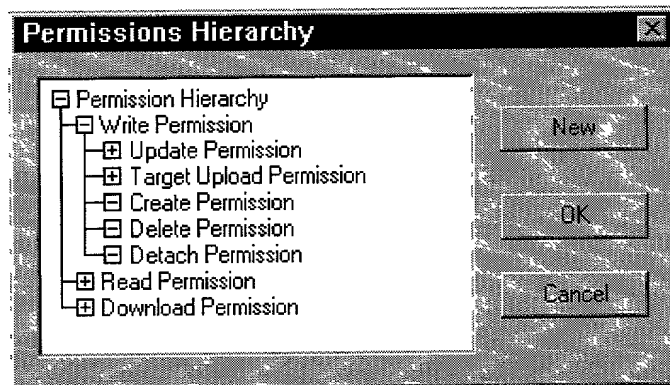 Permissions Hierarchy
Permission Hierarchy
Write Permission
Update Permission
Target Upload Permission
Create Permission
Delete Permission
Detach Permission
Read Permission
Download Permission
New
OK
Cancel